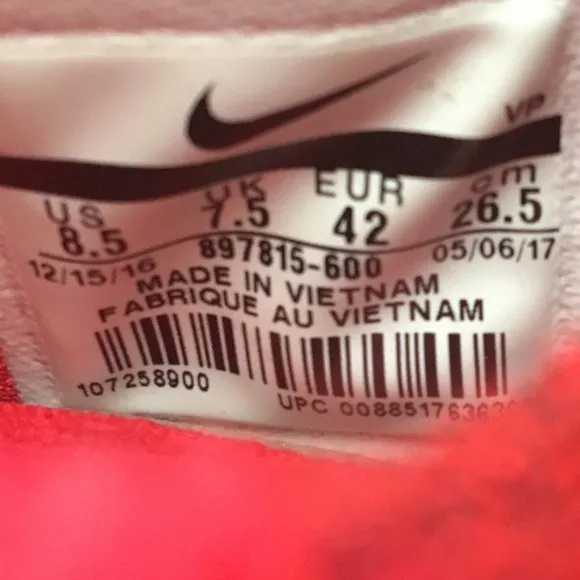 VP
US UK EUR cm
8.5 7.5 42 26.5
12/15/16 897815-600 05/06/17
MADE IN VIETNAM
FABRIQUE AU VIETNAM
107258900
UPC